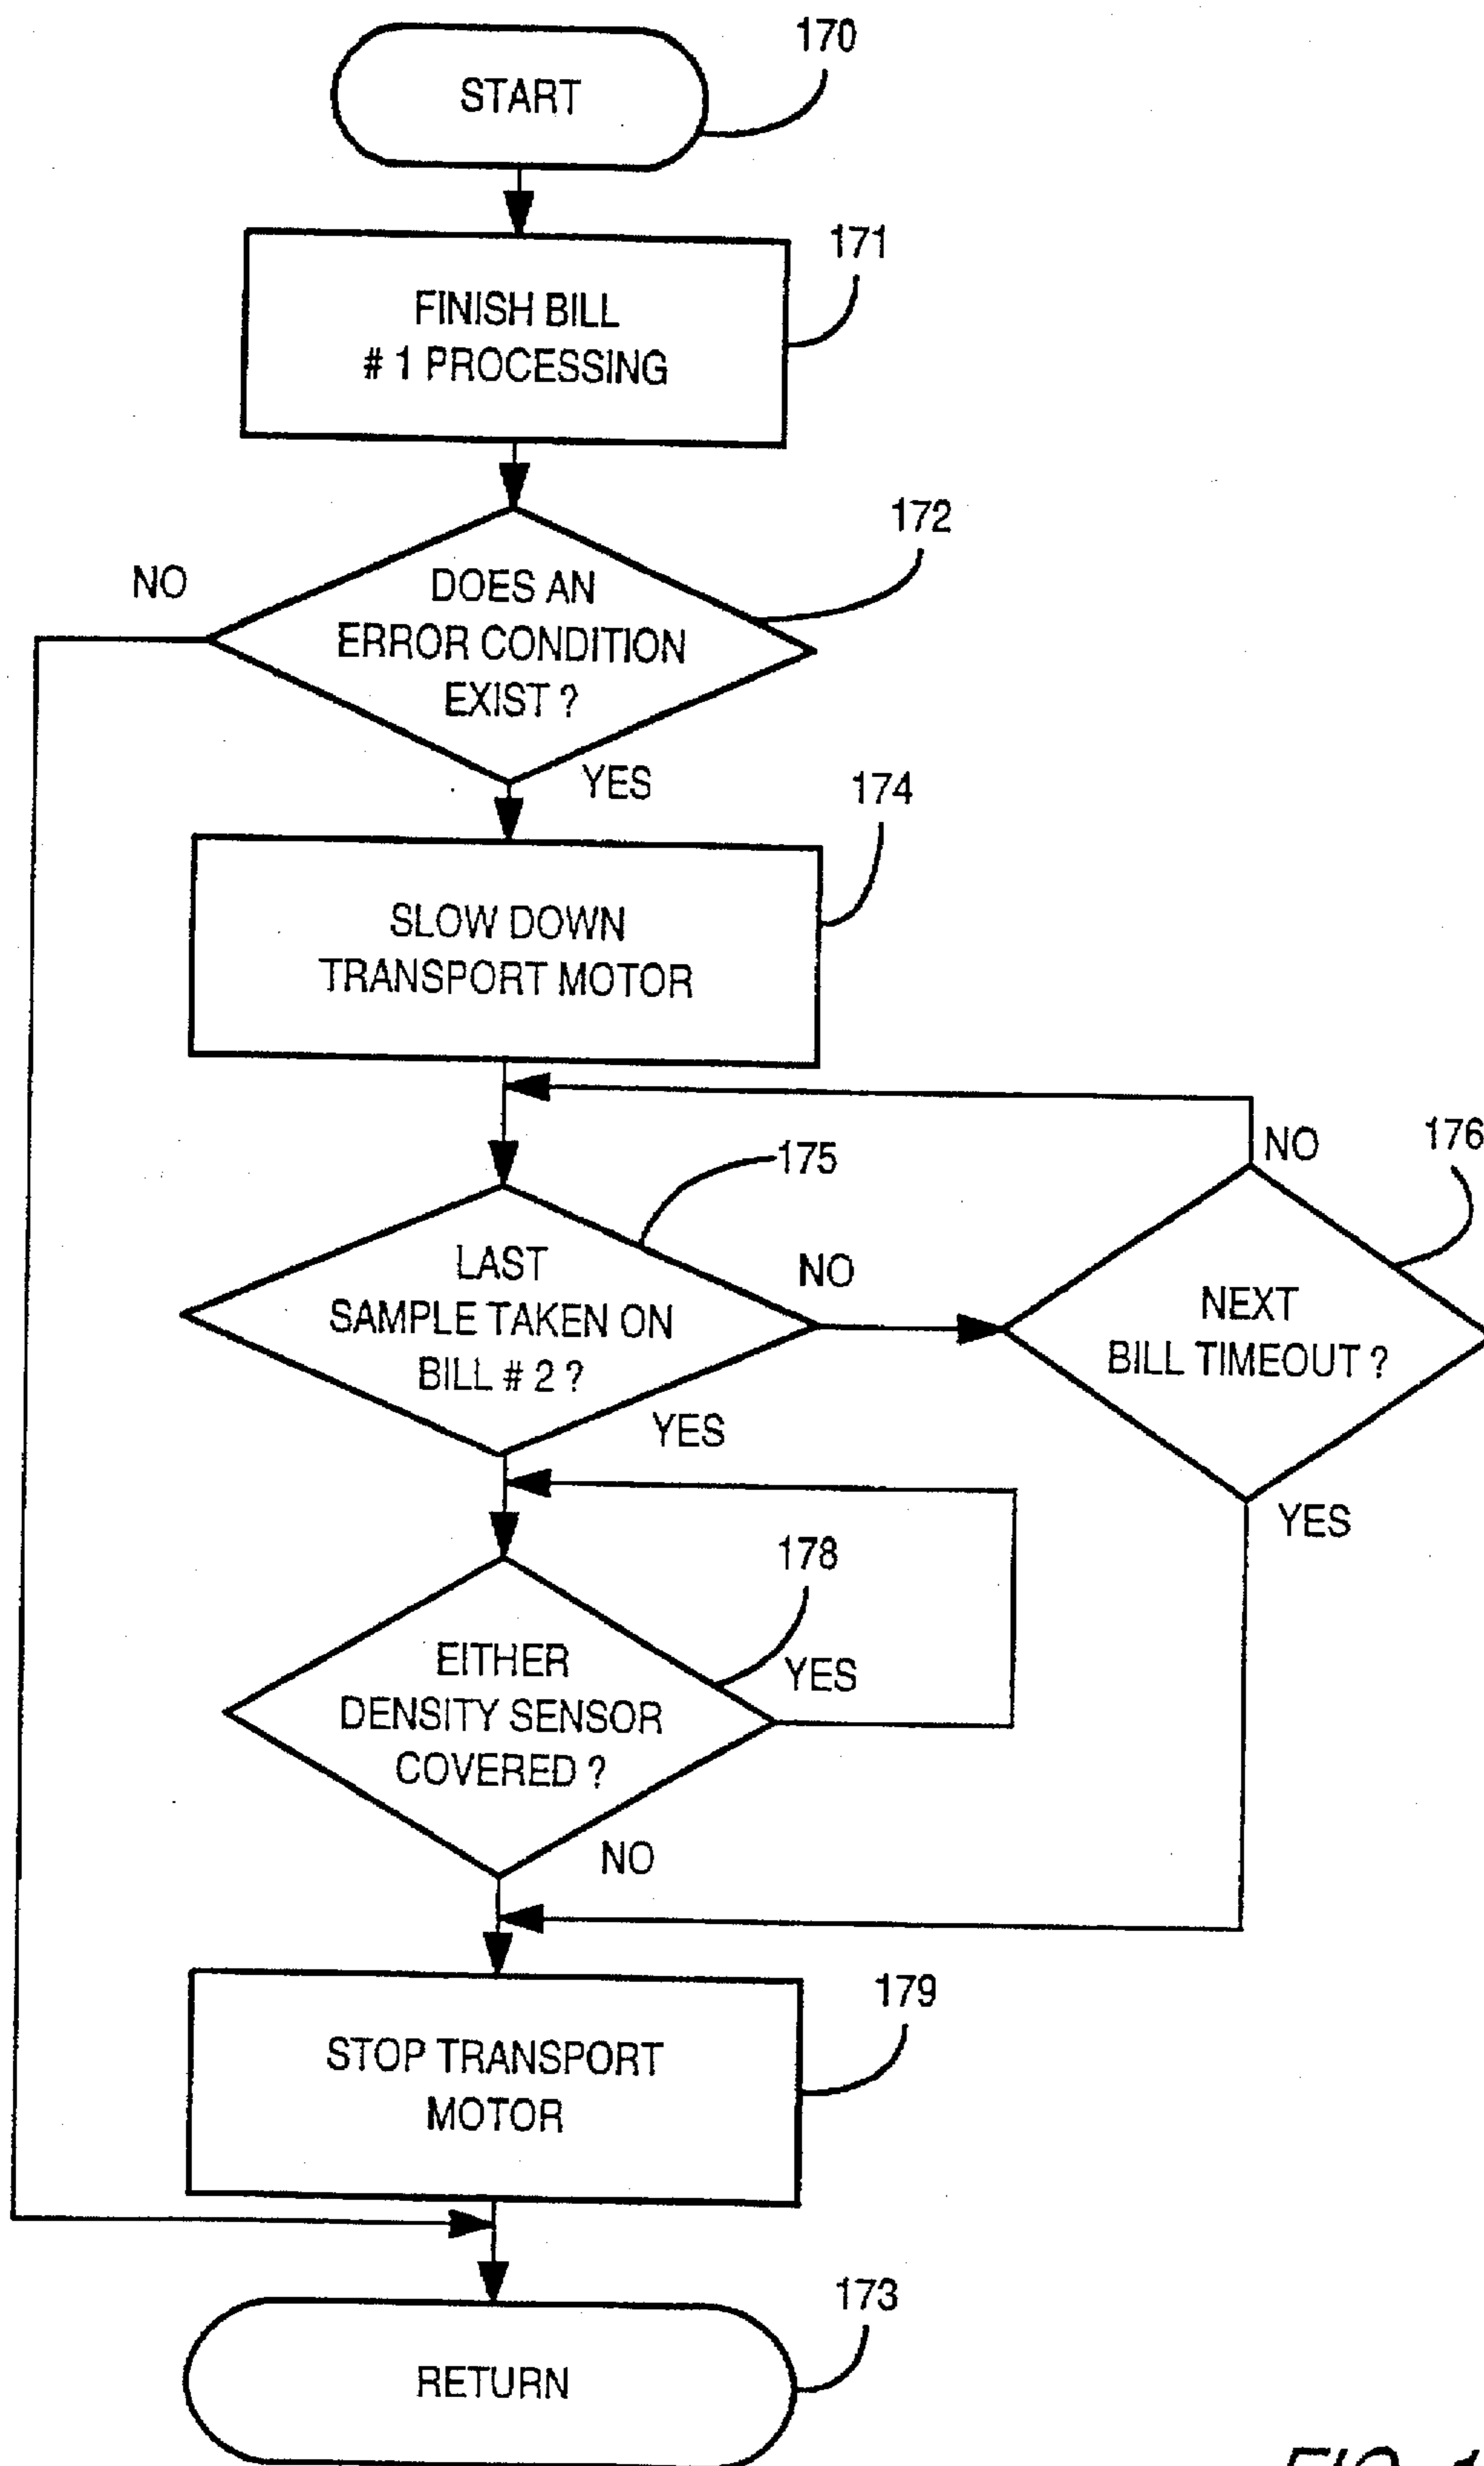 170
START
171
FINISH BILL
# 1 PROCESSING
172
NO
DOES AN
ERROR CONDITION
EXIST ?
YES
174
SLOW DOWN
TRANSPORT MOTOR
175
NO
176
LAST
SAMPLE TAKEN ON
BILL # 2 ?
NO
NEXT
BILL TIMEOUT ?
YES
YES
178
EITHER
DENSITY SENSOR
COVERED ?
YES
NO
179
STOP TRANSPORT
MOTOR
173
RETURN